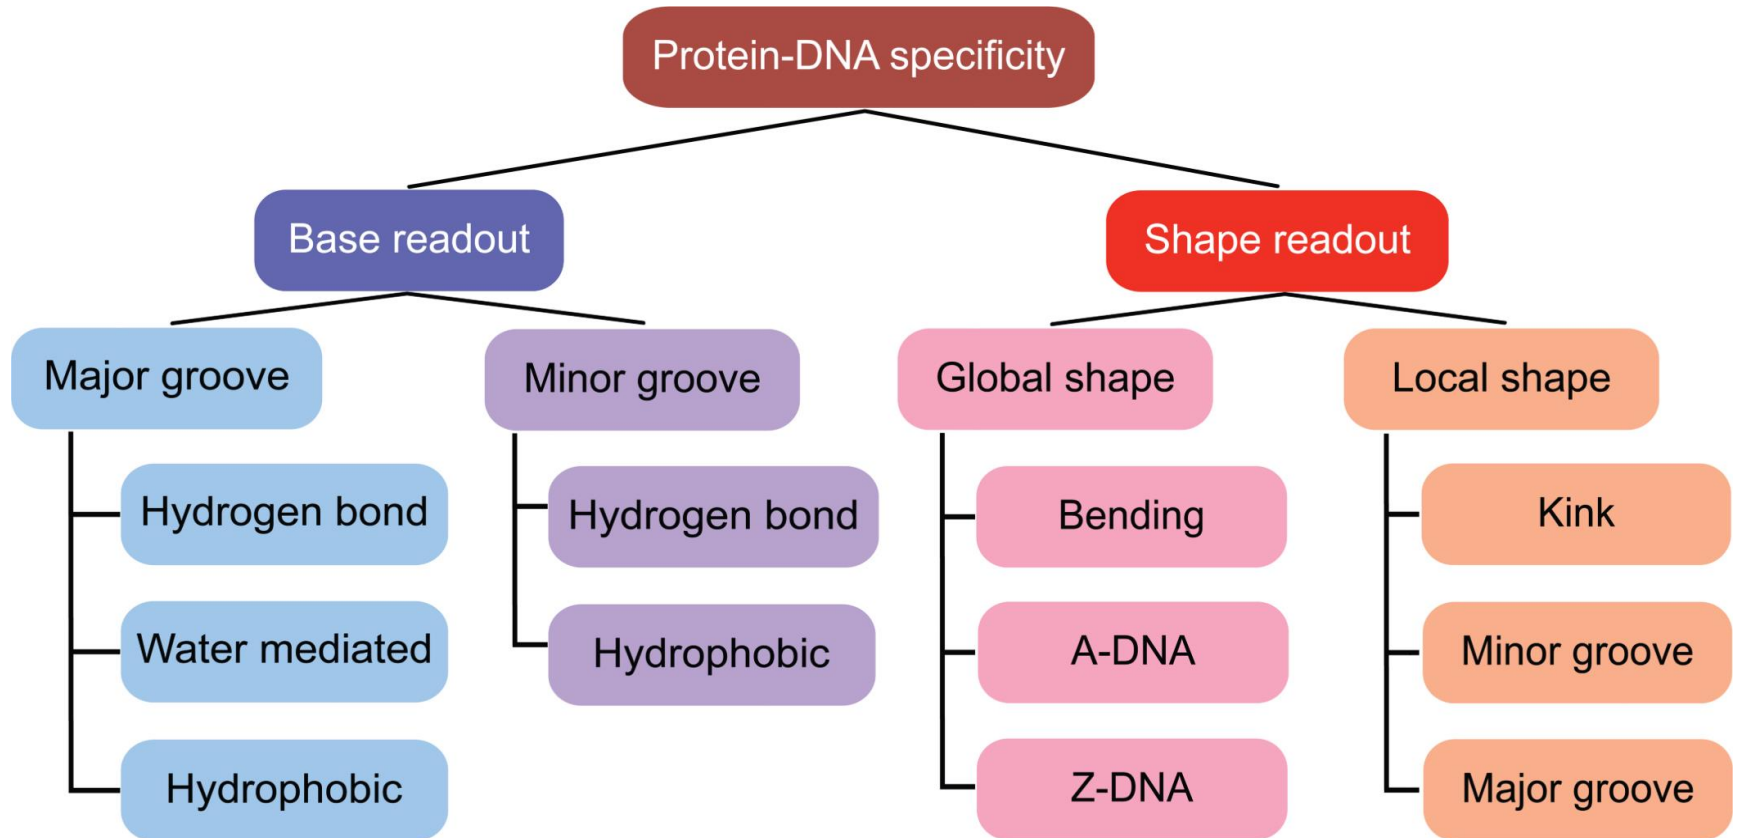 Protein-DNA specificity
Base readout
Shape readout
Major groove
Minor groove
Global shape
Local shape
Hydrogen bond
Hydrogen bond
Bending
Kink
Water mediated
Hydrophobic
A-DNA
Minor groove
Hydrophobic
Z-DNA
Major groove